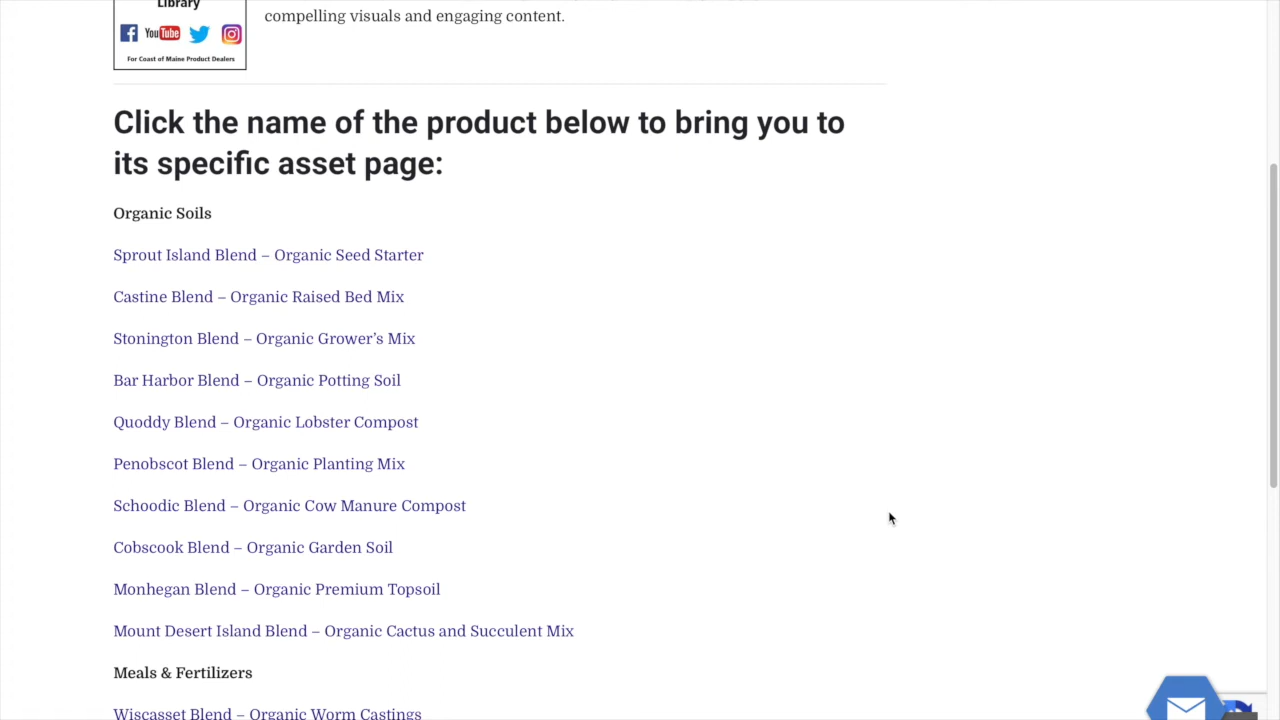 Library
compelling visuals and engaging content.
YouTube
For Coast of Maine Product Dealers
Click the name of the product below to bring you to
its specific asset page:
Organic Soils
Sprout Island Blend – Organic Seed Starter
Castine Blend – Organic Raised Bed Mix
Stonington Blend – Organic Grower’s Mix
Bar Harbor Blend – Organic Potting Soil
Quoddy Blend – Organic Lobster Compost
Penobscot Blend – Organic Planting Mix
Schoodic Blend – Organic Cow Manure Compost
Cobscook Blend – Organic Garden Soil
Monhegan Blend – Organic Premium Topsoil
Mount Desert Island Blend – Organic Cactus and Succulent Mix
Meals & Fertilizers
Wiscasset Blend – Organic Worm Castings